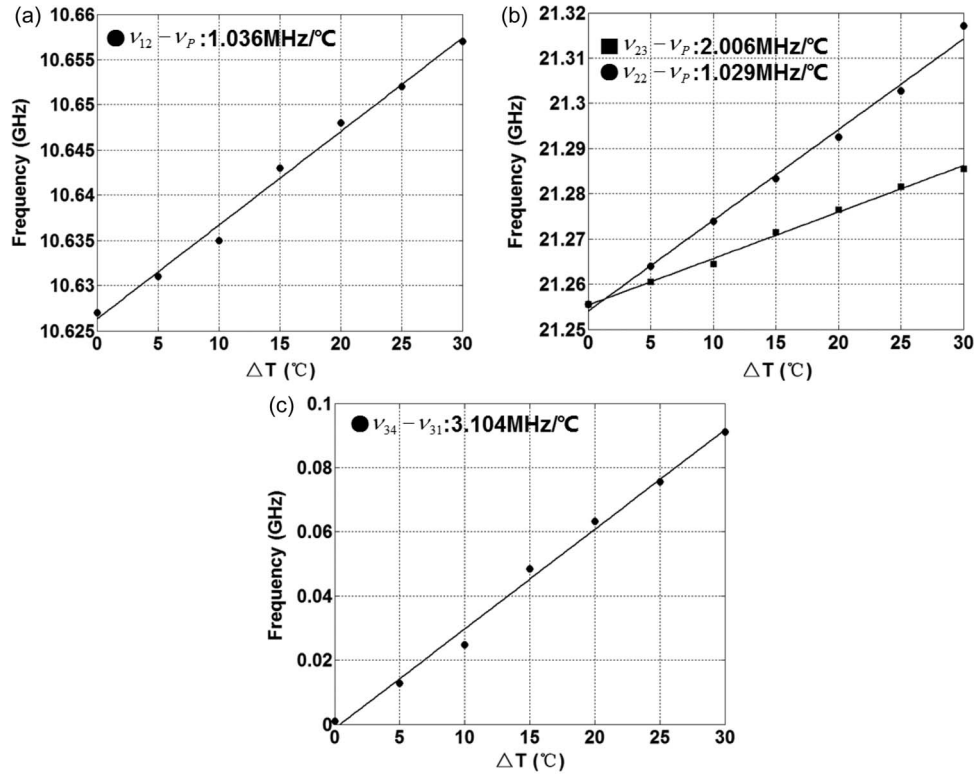 (a)
● ν12 − νP :1.036MHz/℃
Frequency (GHz)
10.66
10.655
10.65
10.645
10.64
10.635
10.63
10.625
0 5 10 15 20 25 30
△T (℃)
(b)
■ ν23 − νP :2.006MHz/℃
● ν22 − νP :1.029MHz/℃
Frequency (GHz)
21.32
21.31
21.3
21.29
21.28
21.27
21.26
21.25
0 5 10 15 20 25 30
△T (℃)
(c)
● ν34 − ν31 :3.104MHz/℃
Frequency (GHz)
0.1
0.08
0.06
0.04
0.02
0
0 5 10 15 20 25 30
△T (℃)